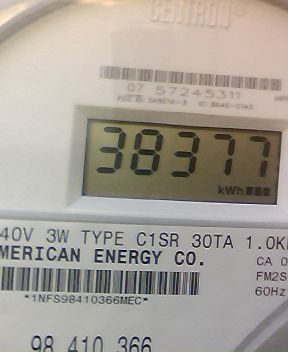 CENTRON®
07 57245311
38377
kWh
40V 3W TYPE C1SR 30TA 1.0K
MERICAN ENERGY CO.
CA 0
FM2S
60Hz
*1NFS98410366MEC*
98 410 366